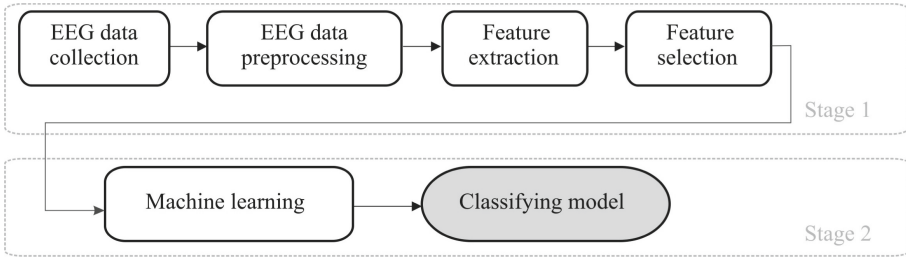 EEG data
collection
EEG data
preprocessing
Feature
extraction
Feature
selection
Stage 1
Machine learning
Classifying model
Stage 2